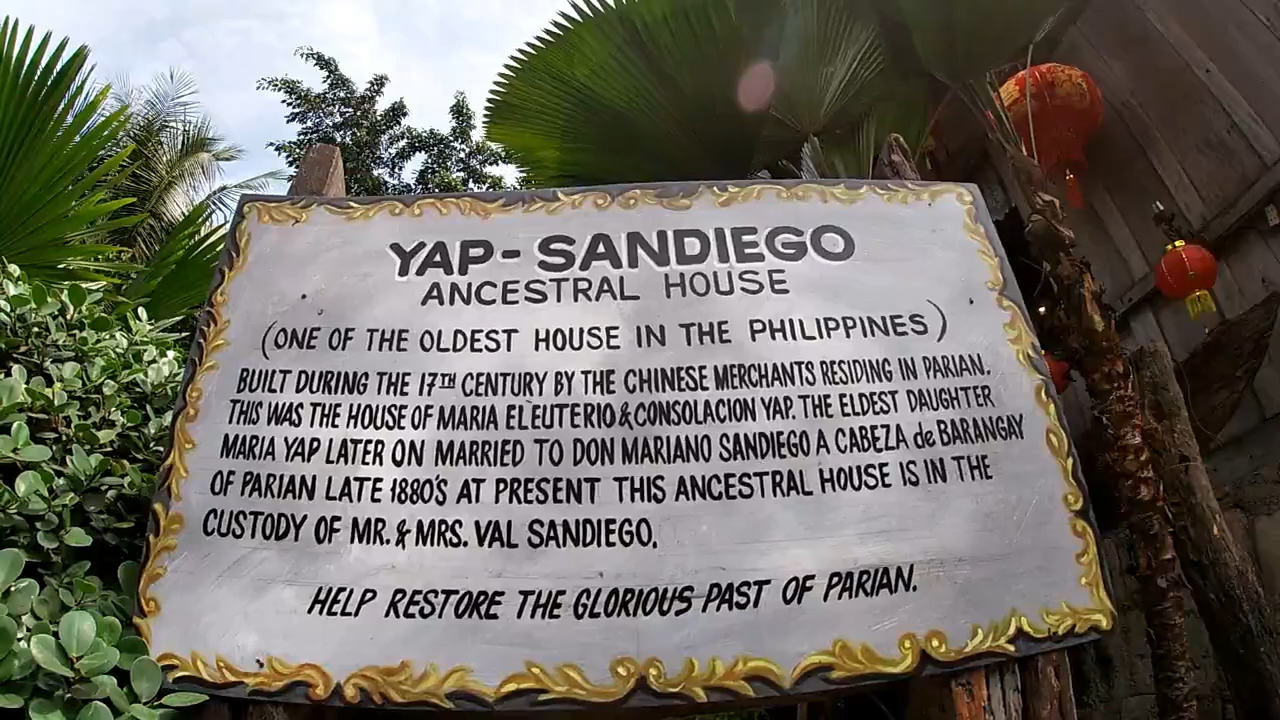 YAP-SANDIEGO
ANCESTRAL HOUSE
(ONE OF THE OLDEST HOUSE IN THE PHILIPPINES)
BUILT DURING THE 17TH CENTURY BY THE CHINESE MERCHANTS RESIDING IN PARIAN.
THIS WAS THE HOUSE OF MARIA ELEUTERIO & CONSOLACION YAP. THE ELDEST DAUGHTER
MARIA YAP LATER ON MARRIED TO DON MARIANO SANDIEGO A CABEZA de BARANGAY
OF PARIAN LATE 1880'S AT PRESENT THIS ANCESTRAL HOUSE IS IN THE
CUSTODY OF MR. & MRS. VAL SANDIEGO.
HELP RESTORE THE GLORIOUS PAST OF PARIAN.